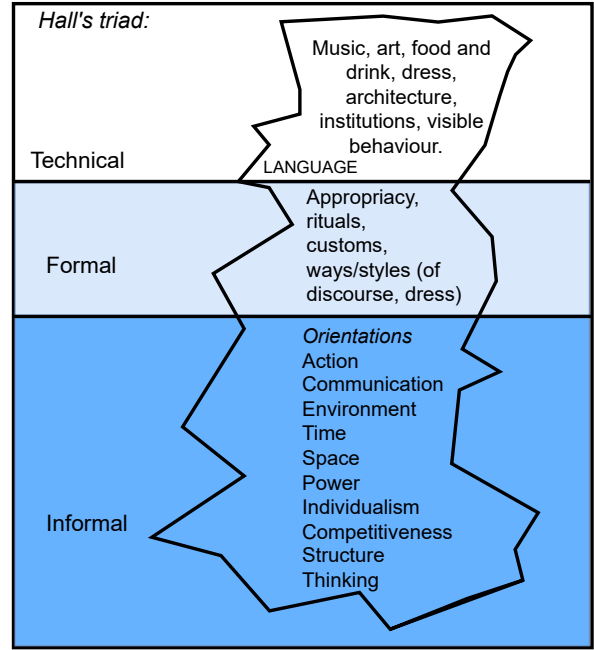 Hall's triad:
Music, art, food and
drink, dress,
architecture,
institutions, visible
behaviour.
Technical
LANGUAGE
Appropriacy,
rituals,
customs,
ways/styles (of
discourse, dress)
Formal
Orientations
Action
Communication
Environment
Time
Space
Power
Individualism
Competitiveness
Structure
Thinking
Informal